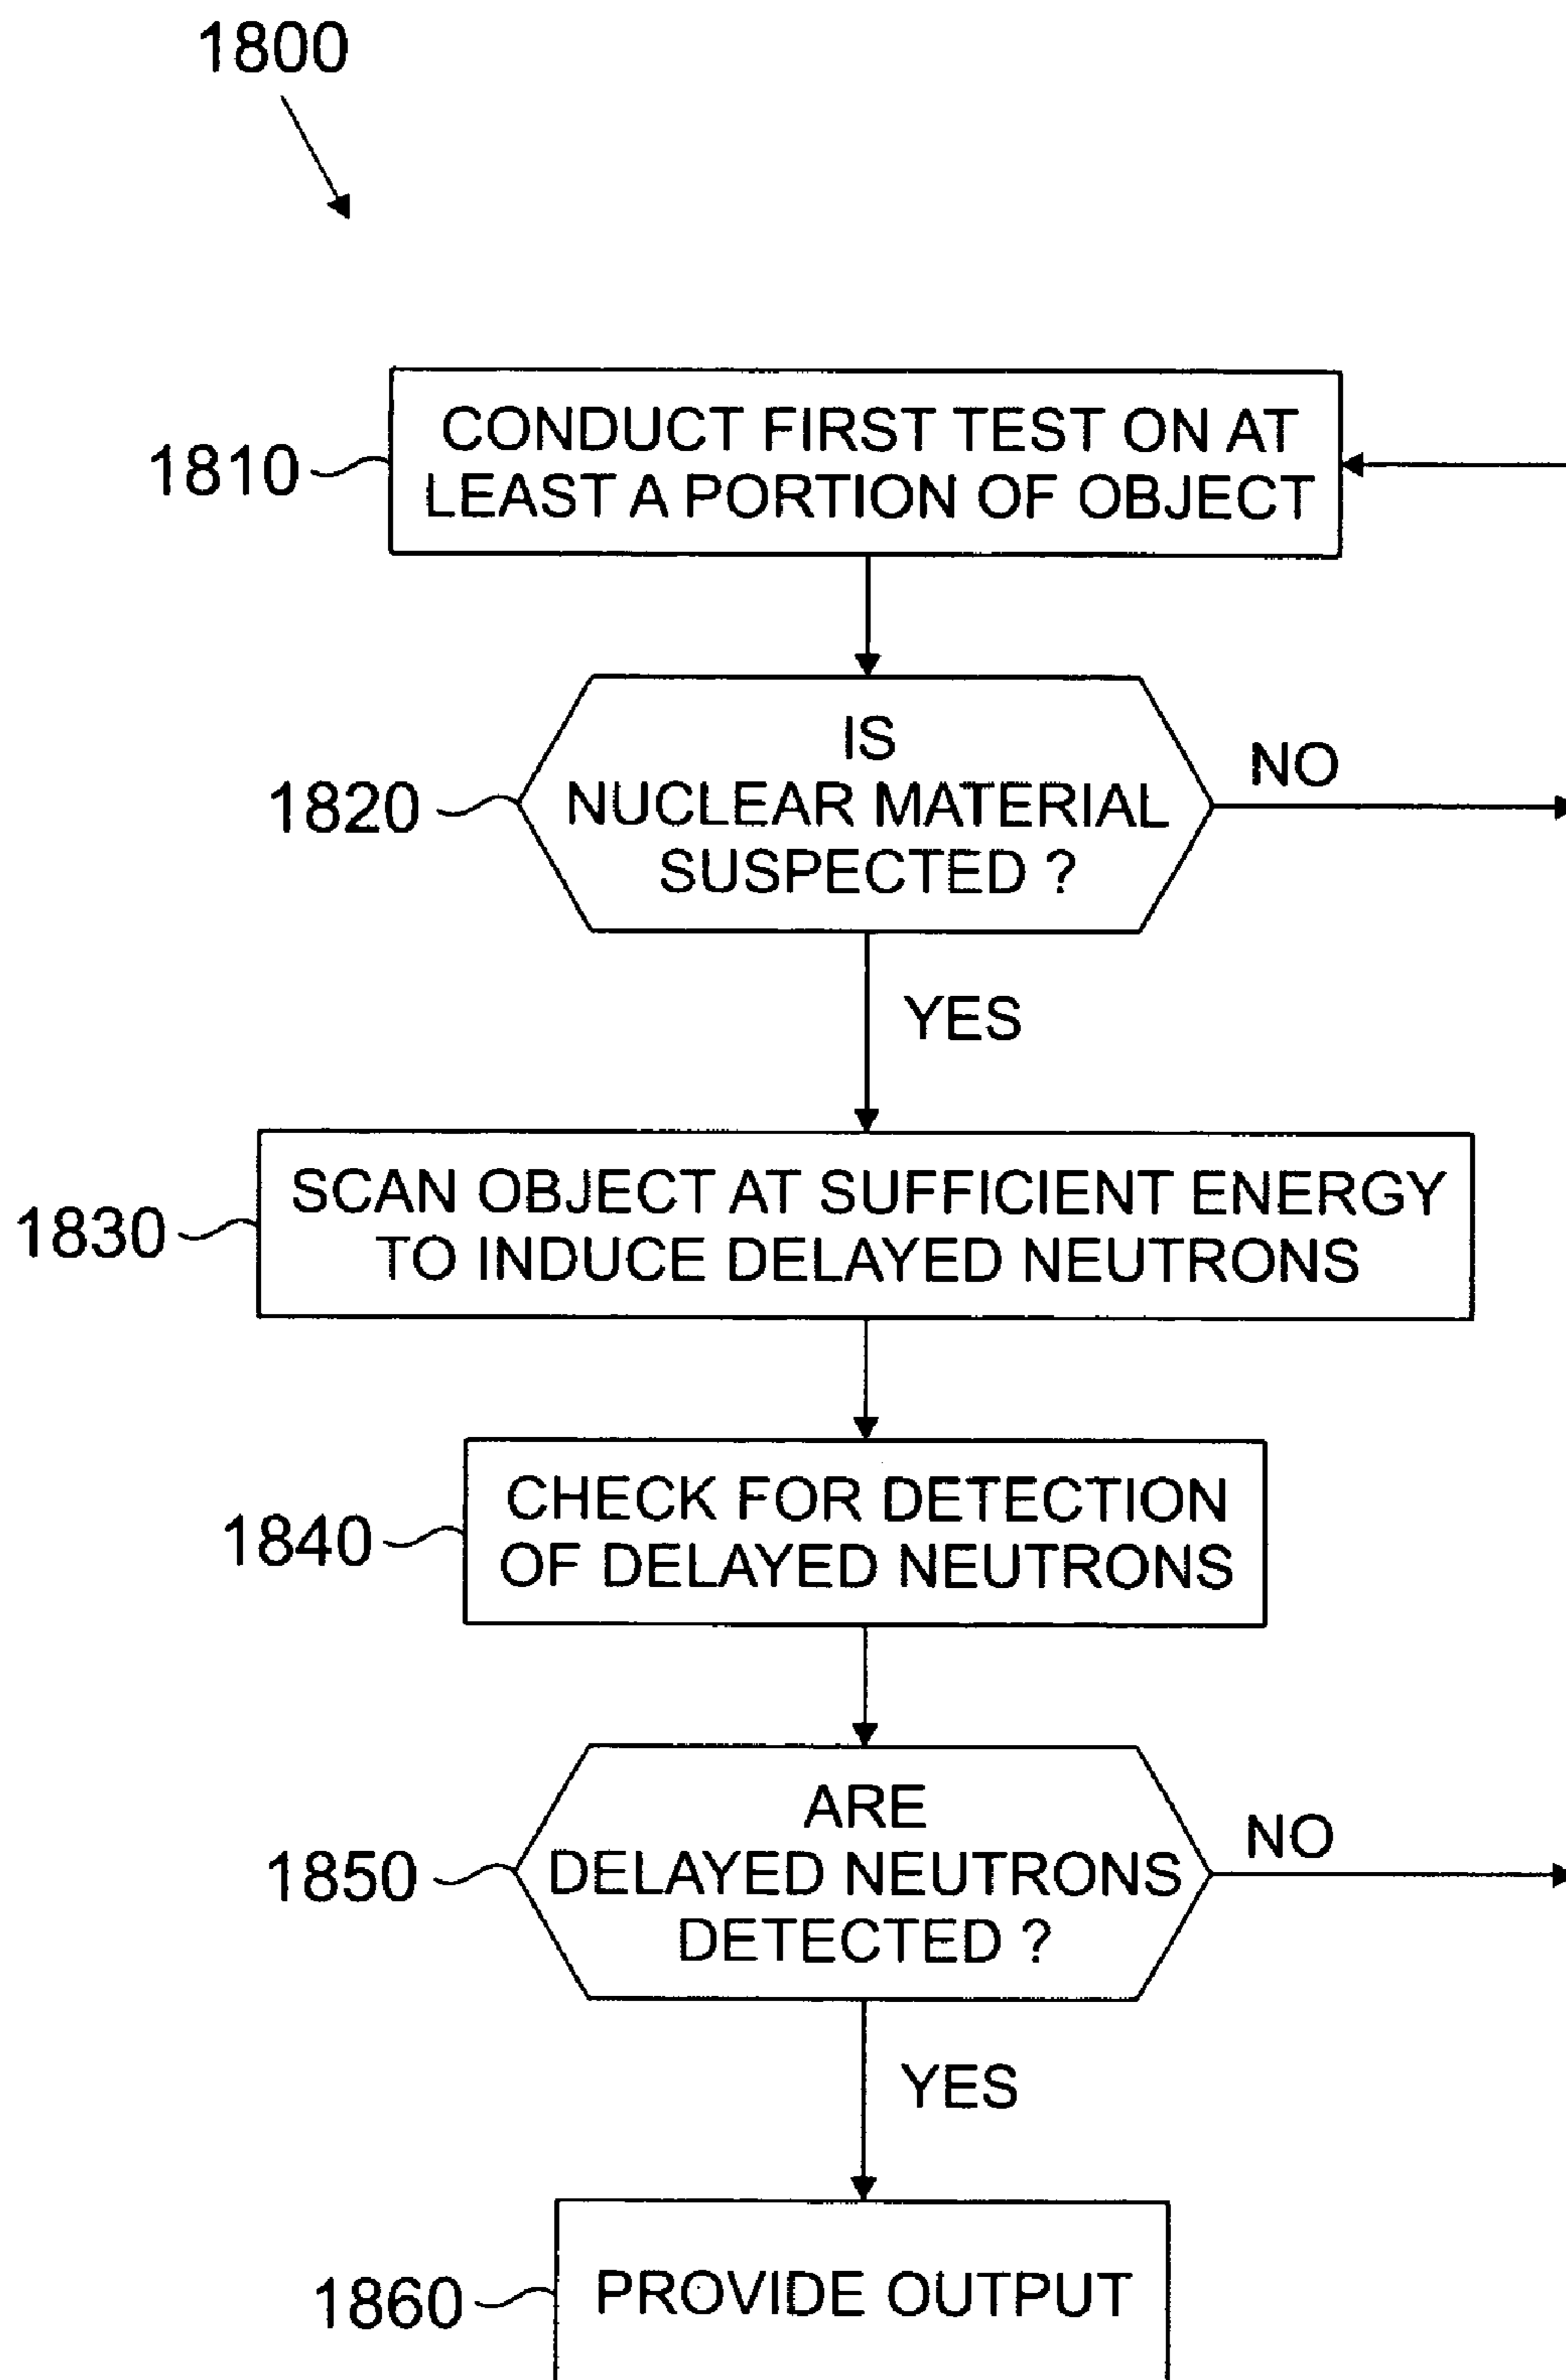 1800
1810
CONDUCT FIRST TEST ON AT
LEAST A PORTION OF OBJECT
1820
IS
NUCLEAR MATERIAL
SUSPECTED ?
NO
YES
1830
SCAN OBJECT AT SUFFICIENT ENERGY
TO INDUCE DELAYED NEUTRONS
1840
CHECK FOR DETECTION
OF DELAYED NEUTRONS
1850
ARE
DELAYED NEUTRONS
DETECTED ?
NO
YES
1860
PROVIDE OUTPUT